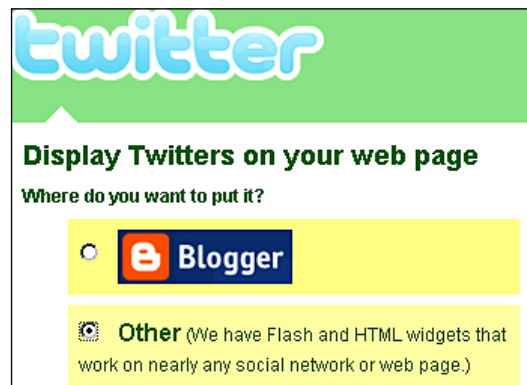 twitter
Display Twitters on your web page
Where do you want to put it?
Blogger
Other (We have Flash and HTML widgets that
work on nearly any social network or web page.)